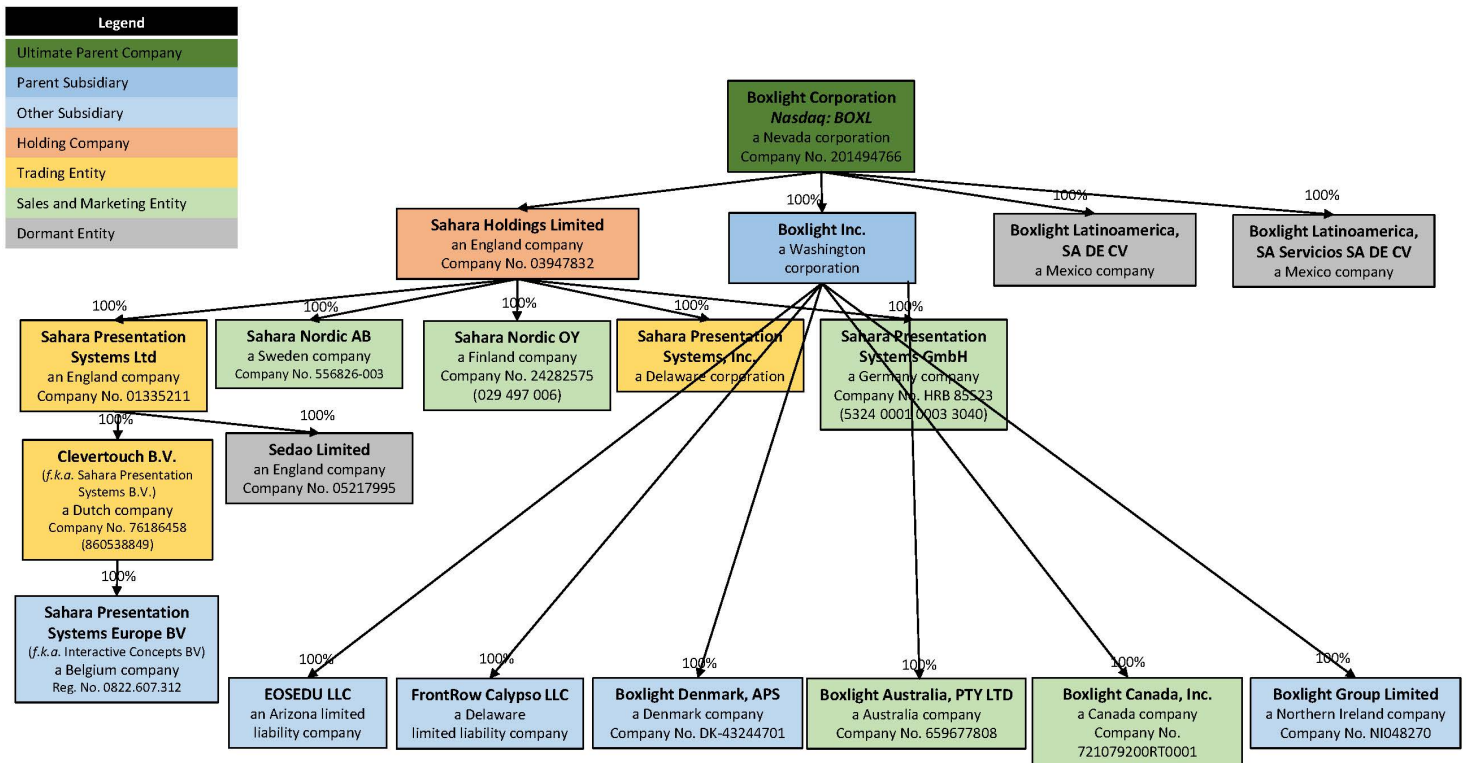 Legend
Ultimate Parent Company
Parent Subsidiary
Other Subsidiary
Holding Company
Trading Entity
Sales and Marketing Entity
Dormant Entity
Boxlight Corporation
Nasdaq: BOXL
a Nevada corporation
Company No. 201494766
100%
100%
100%
Sahara Holdings Limited
an England company
Company No. 03947832
Boxlight Inc.
a Washington
corporation
Boxlight Latinoamerica,
SA DE CV
a Mexico company
Boxlight Latinoamerica,
SA Servicios SA DE CV
a Mexico company
100%
100%
100%
100%
100%
Sahara Presentation
Systems Ltd
an England company
Company No. 01335211
Sahara Nordic AB
a Sweden company
Company No. 556826-003
Sahara Nordic OY
a Finland company
Company No. 24282575
(029 497 006)
Sahara Presentation
Systems, Inc.
a Delaware corporation
Sahara Presentation
Systems GmbH
a Germany company
Company No. HRB 85523
(5324 0001 0003 3040)
100%
100%
Clevertouch B.V.
(f.k.a. Sahara Presentation
Systems B.V.)
a Dutch company
Company No. 76186458
(860538849)
Sedao Limited
an England company
Company No. 05217995
100%
Sahara Presentation
Systems Europe BV
(f.k.a. Interactive Concepts BV)
a Belgium company
Reg. No. 0822.607.312
100%
100%
100%
100%
100%
100%
EOSEDU LLC
an Arizona limited
liability company
FrontRow Calypso LLC
a Delaware
limited liability company
Boxlight Denmark, APS
a Denmark company
Company No. DK-43244701
Boxlight Australia, PTY LTD
a Australia company
Company No. 659677808
Boxlight Canada, Inc.
a Canada company
Company No.
721079200RT0001
Boxlight Group Limited
a Northern Ireland company
Company No. NI048270